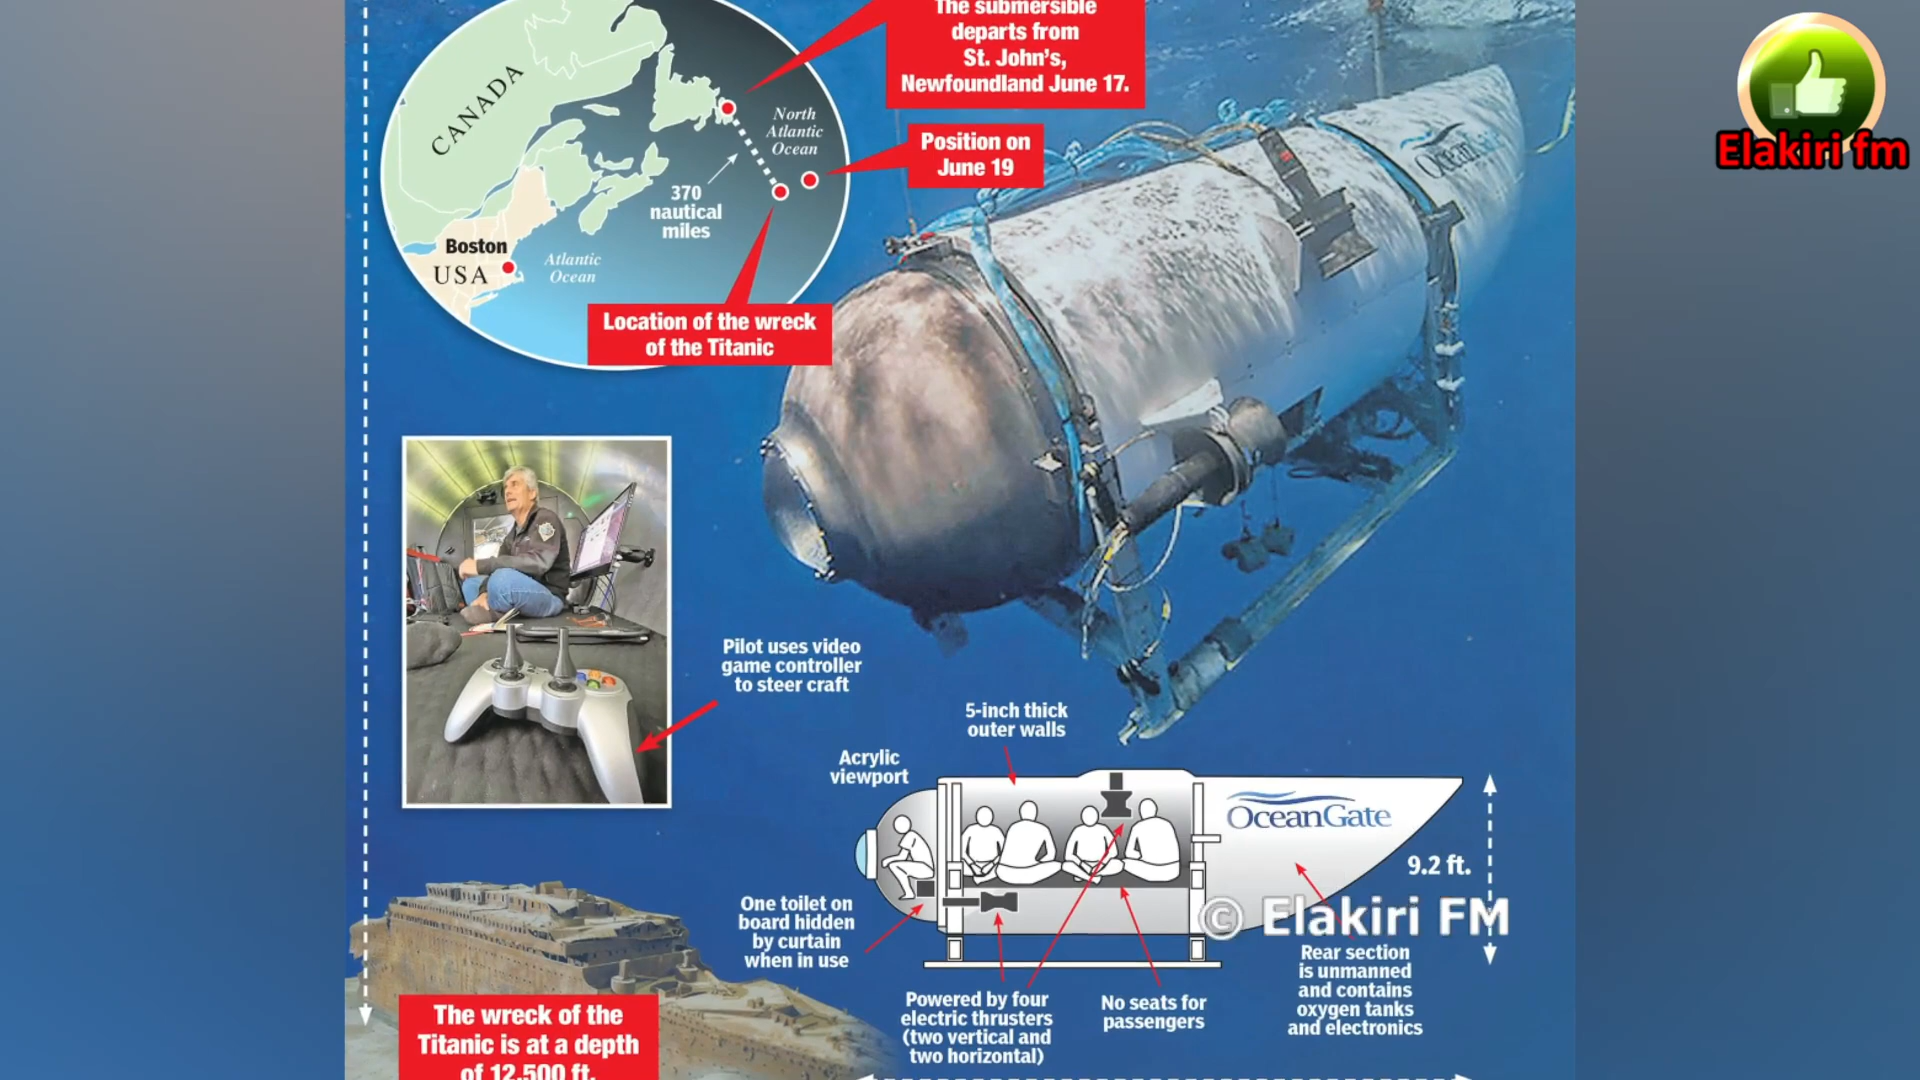 The submersible
departs from
St. John's,
Newfoundland June 17.
CANADA
North
Atlantic
Ocean
Position on
June 19
370
nautical
miles
Boston
USA
Atlantic
Ocean
Location of the wreck
of the Titanic
Elakiri fm
Pilot uses video
game controller
to steer craft
5-inch thick
outer walls
Acrylic
viewport
OceanGate
9.2 ft.
© Elakiri FM
One toilet on
board hidden
by curtain
when in use
Powered by four
electric thrusters
(two vertical and
two horizontal)
No seats for
passengers
Rear section
is unmanned
and contains
oxygen tanks
and electronics
The wreck of the
Titanic is at a depth
of 12,500 ft.